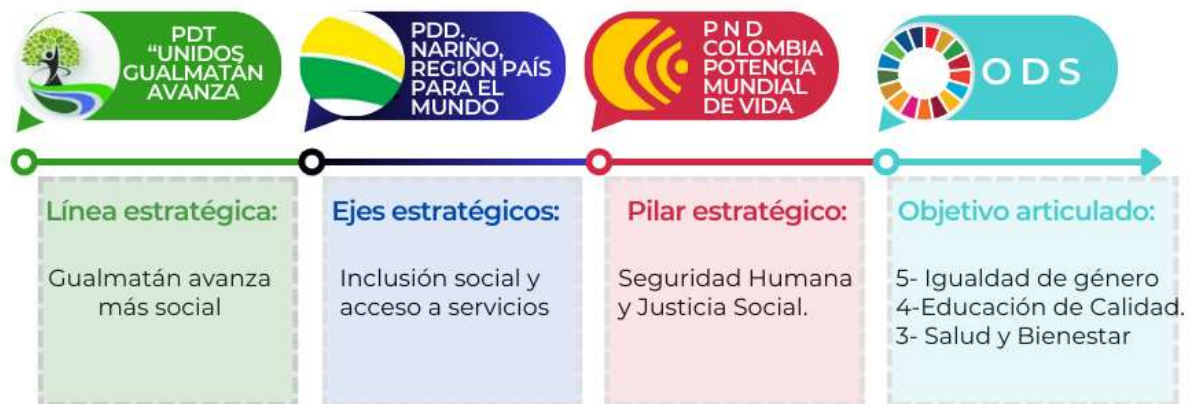 PDT
“UNIDOS
GUALMATÁN
AVANZA
PDD.
NARIÑO,
REGIÓN PAÍS
PARA EL
MUNDO
P N D
COLOMBIA
POTENCIA
MUNDIAL
DE VIDA
O D S
Línea estratégica:
Gualmatán avanza
más social
Ejes estratégicos:
Inclusión social y
acceso a servicios
Pilar estratégico:
Seguridad Humana
y Justicia Social.
Objetivo articulado:
5- Igualdad de género
4-Educación de Calidad.
3- Salud y Bienestar